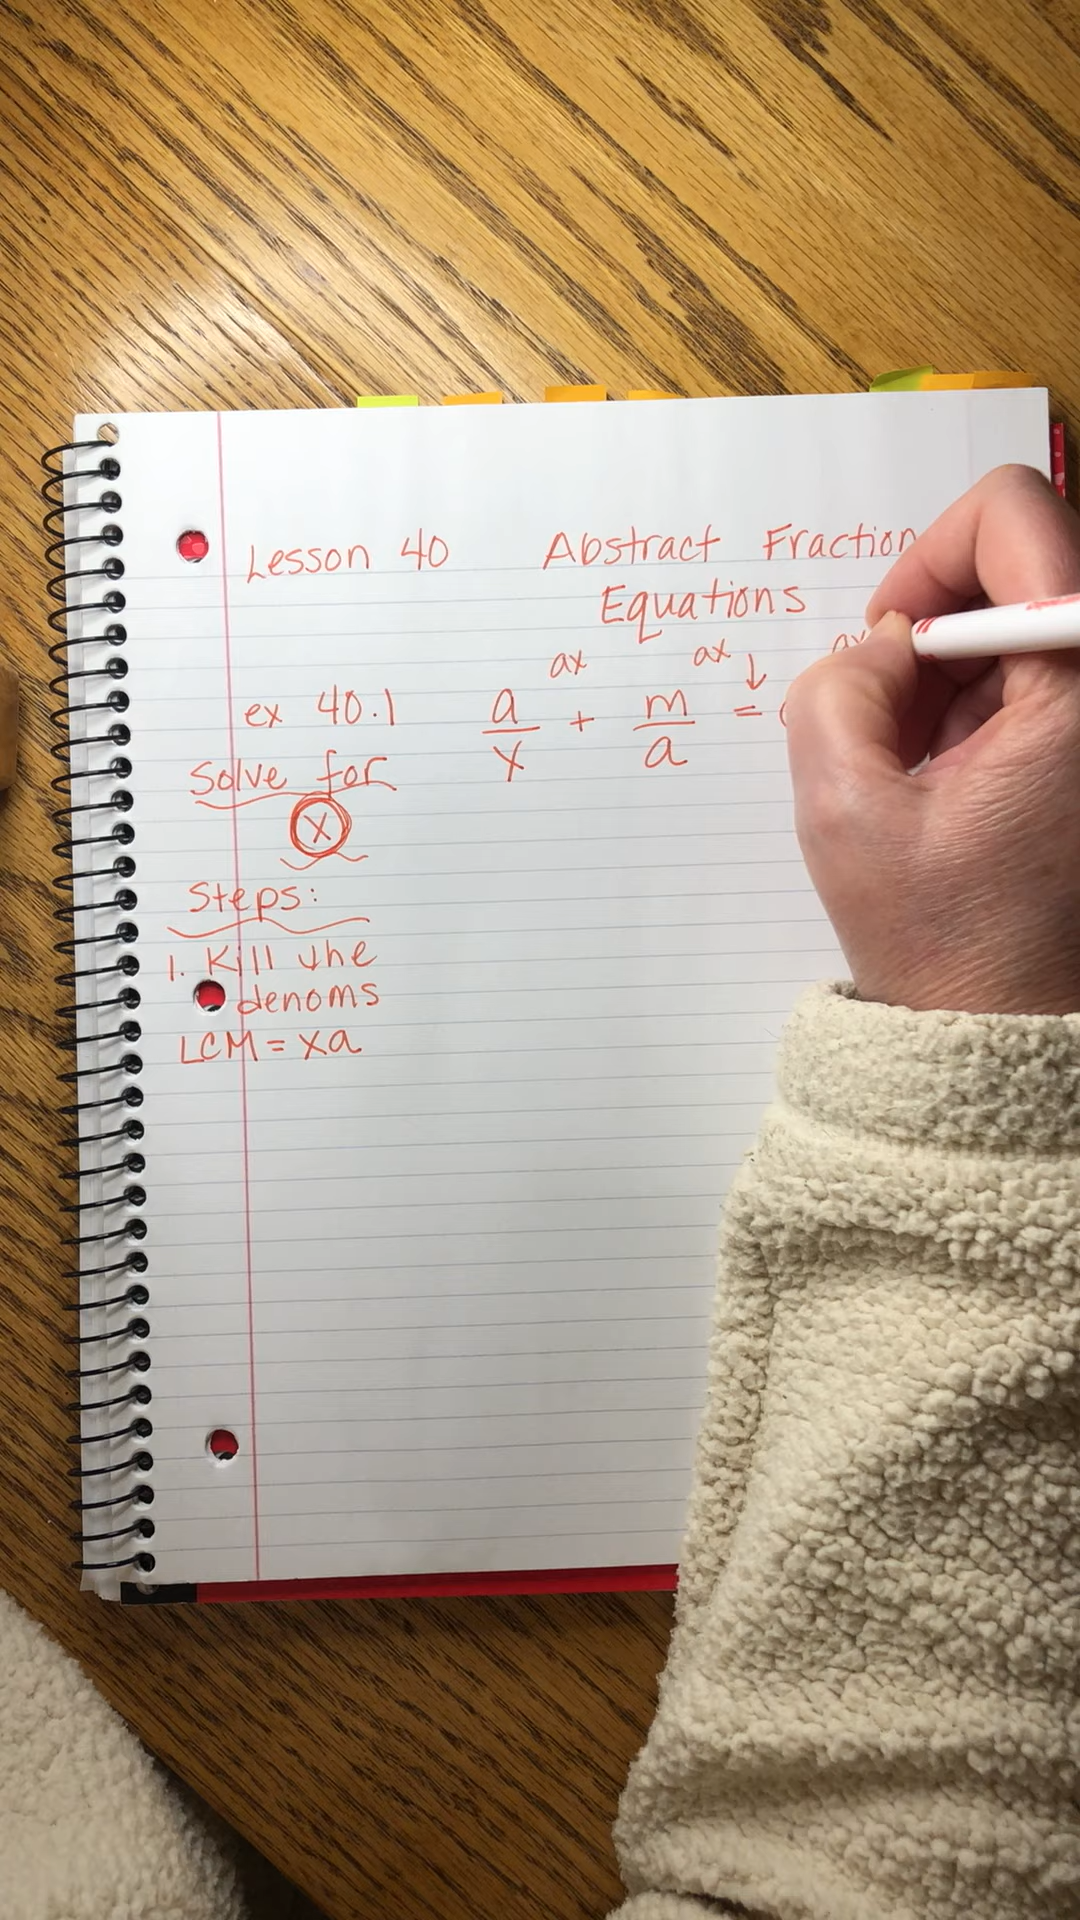 Lesson 40 Abstract Fraction
Equations
ax ax ↓ ax
ex 40.1 a/x + m/a =
Solve for
x
Steps:
1. Kill the
denoms
LCM = xa